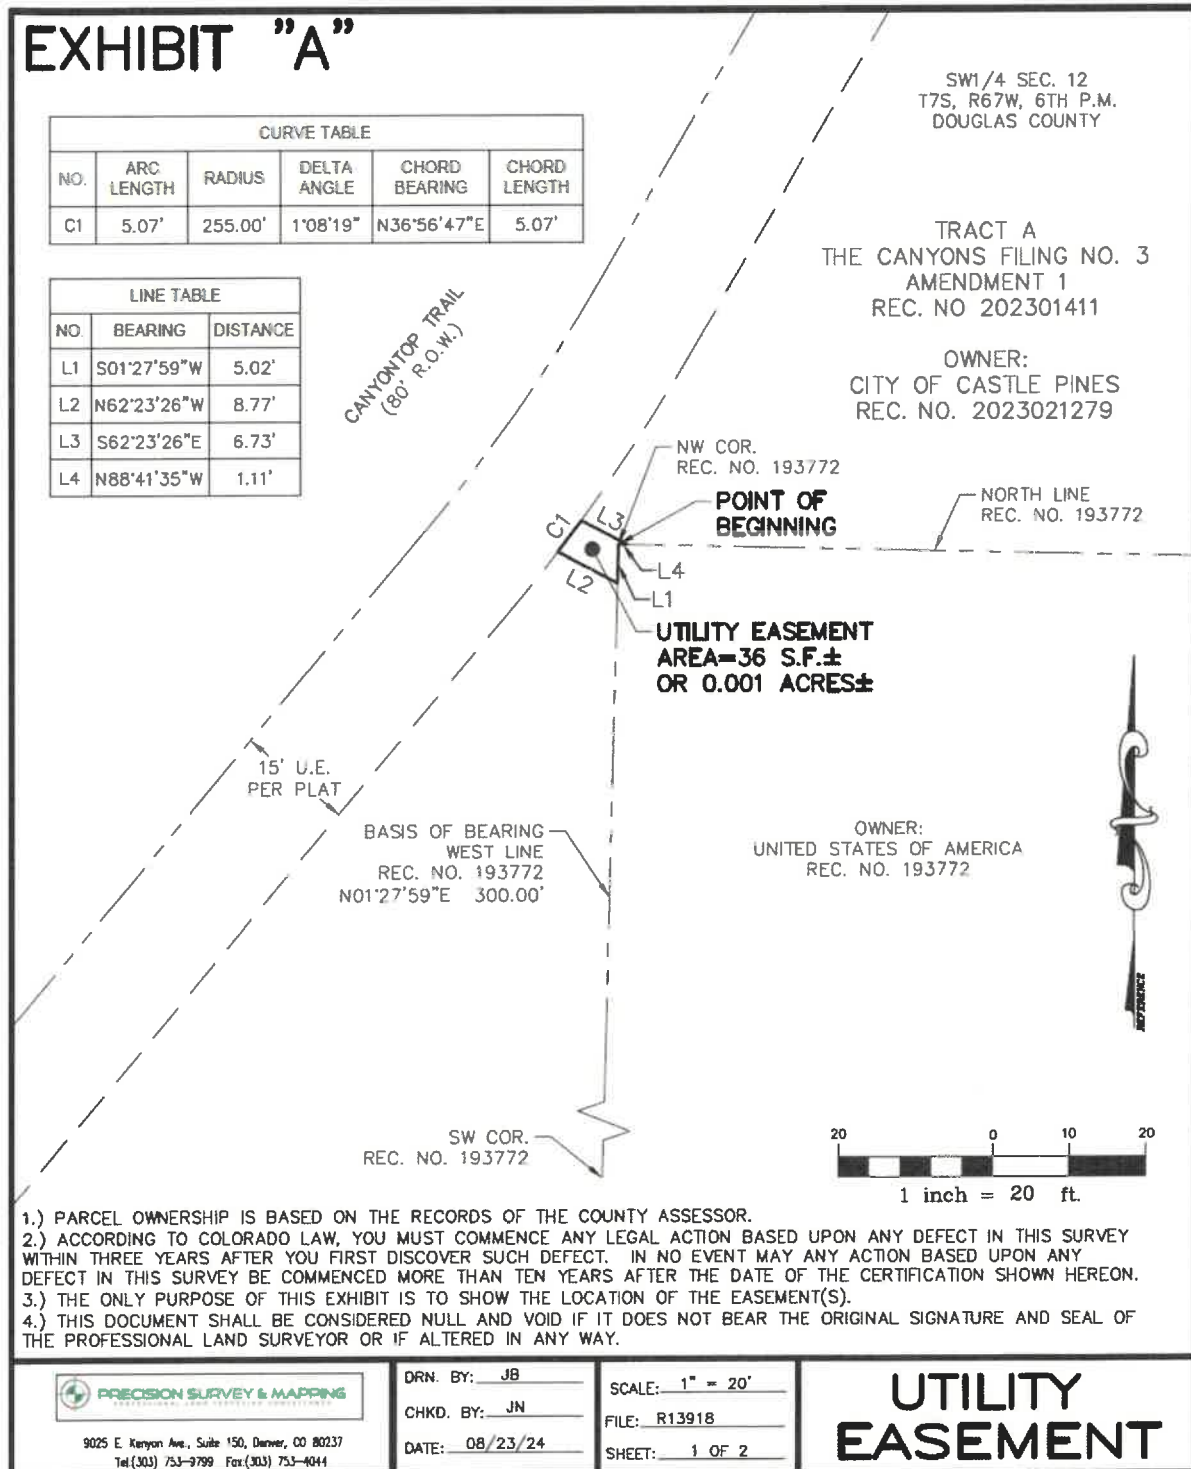 EXHIBIT "A"
SW1/4 SEC. 12
T7S, R67W, 6TH P.M.
DOUGLAS COUNTY
CURVE TABLE
NO. ARC LENGTH RADIUS DELTA ANGLE CHORD BEARING CHORD LENGTH
C1 5.07' 255.00' 1°08'19" N36°56'47"E 5.07'
TRACT A
THE CANYONS FILING NO. 3
AMENDMENT 1
REC. NO 202301411
LINE TABLE
NO. BEARING DISTANCE
L1 S01°27'59"W 5.02'
L2 N62°23'26"W 8.77'
L3 S62°23'26"E 6.73'
L4 N88°41'35"W 1.11'
CANYONTOP TRAIL
(80' R.O.W.)
OWNER:
CITY OF CASTLE PINES
REC. NO. 2023021279
NW COR.
REC. NO. 193772
POINT OF
BEGINNING
NORTH LINE
REC. NO. 193772
C1
L3
L2
L4
L1
UTILITY EASEMENT
AREA=36 S.F.±
OR 0.001 ACRES±
15' U.E.
PER PLAT
BASIS OF BEARING
WEST LINE
REC. NO. 193772
N01°27'59"E 300.00'
OWNER:
UNITED STATES OF AMERICA
REC. NO. 193772
REFERENCE
SW COR.
REC. NO. 193772
20 0 10 20
1 inch = 20 ft.
1.) PARCEL OWNERSHIP IS BASED ON THE RECORDS OF THE COUNTY ASSESSOR.
2.) ACCORDING TO COLORADO LAW, YOU MUST COMMENCE ANY LEGAL ACTION BASED UPON ANY DEFECT IN THIS SURVEY
WITHIN THREE YEARS AFTER YOU FIRST DISCOVER SUCH DEFECT. IN NO EVENT MAY ANY ACTION BASED UPON ANY
DEFECT IN THIS SURVEY BE COMMENCED MORE THAN TEN YEARS AFTER THE DATE OF THE CERTIFICATION SHOWN HEREON.
3.) THE ONLY PURPOSE OF THIS EXHIBIT IS TO SHOW THE LOCATION OF THE EASEMENT(S).
4.) THIS DOCUMENT SHALL BE CONSIDERED NULL AND VOID IF IT DOES NOT BEAR THE ORIGINAL SIGNATURE AND SEAL OF
THE PROFESSIONAL LAND SURVEYOR OR IF ALTERED IN ANY WAY.
PRECISION SURVEY & MAPPING
PROFESSIONAL LAND SURVEYING CONSULTANTS
9025 E. Kenyon Ave., Suite 150, Denver, CO 80237
Tel:(303) 753-9799 Fax:(303) 753-4044
DRN. BY: JB
CHKD. BY: JN
DATE: 08/23/24
SCALE: 1" = 20'
FILE: R13918
SHEET: 1 OF 2
UTILITY
EASEMENT